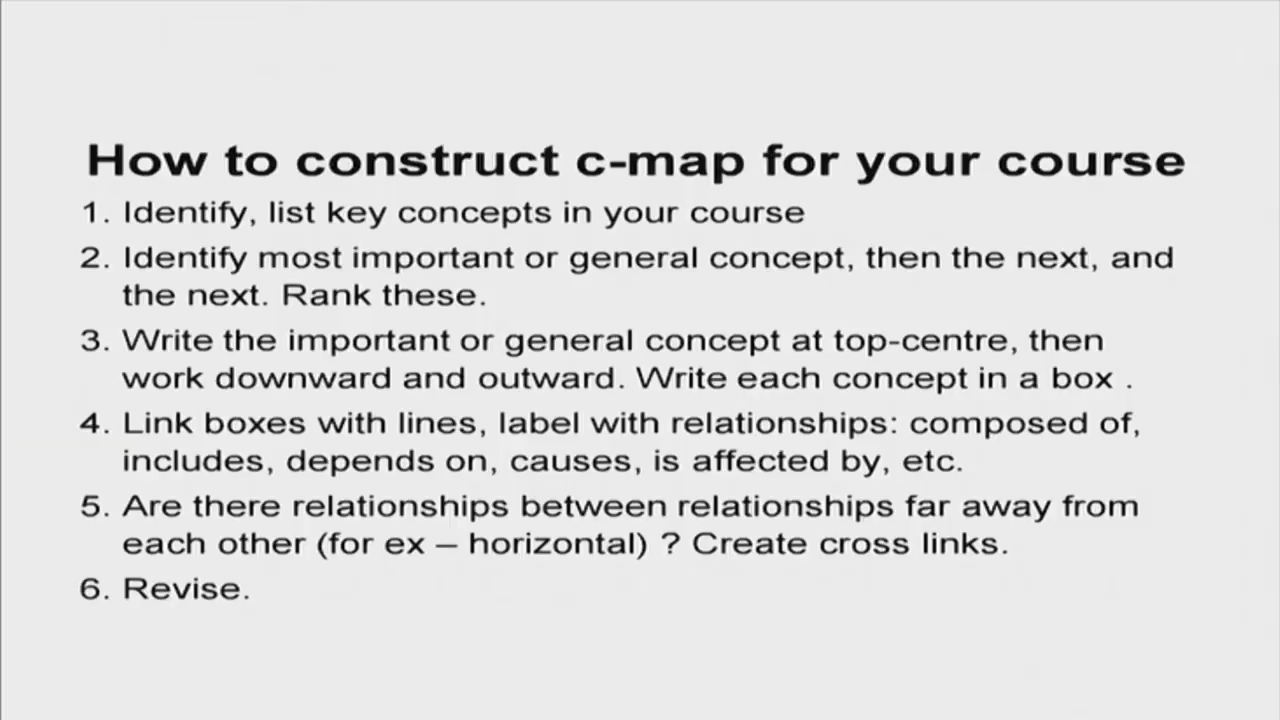 How to construct c-map for your course
1. Identify, list key concepts in your course
2. Identify most important or general concept, then the next, and
the next. Rank these.
3. Write the important or general concept at top-centre, then
work downward and outward. Write each concept in a box .
4. Link boxes with lines, label with relationships: composed of,
includes, depends on, causes, is affected by, etc.
5. Are there relationships between relationships far away from
each other (for ex – horizontal) ? Create cross links.
6. Revise.